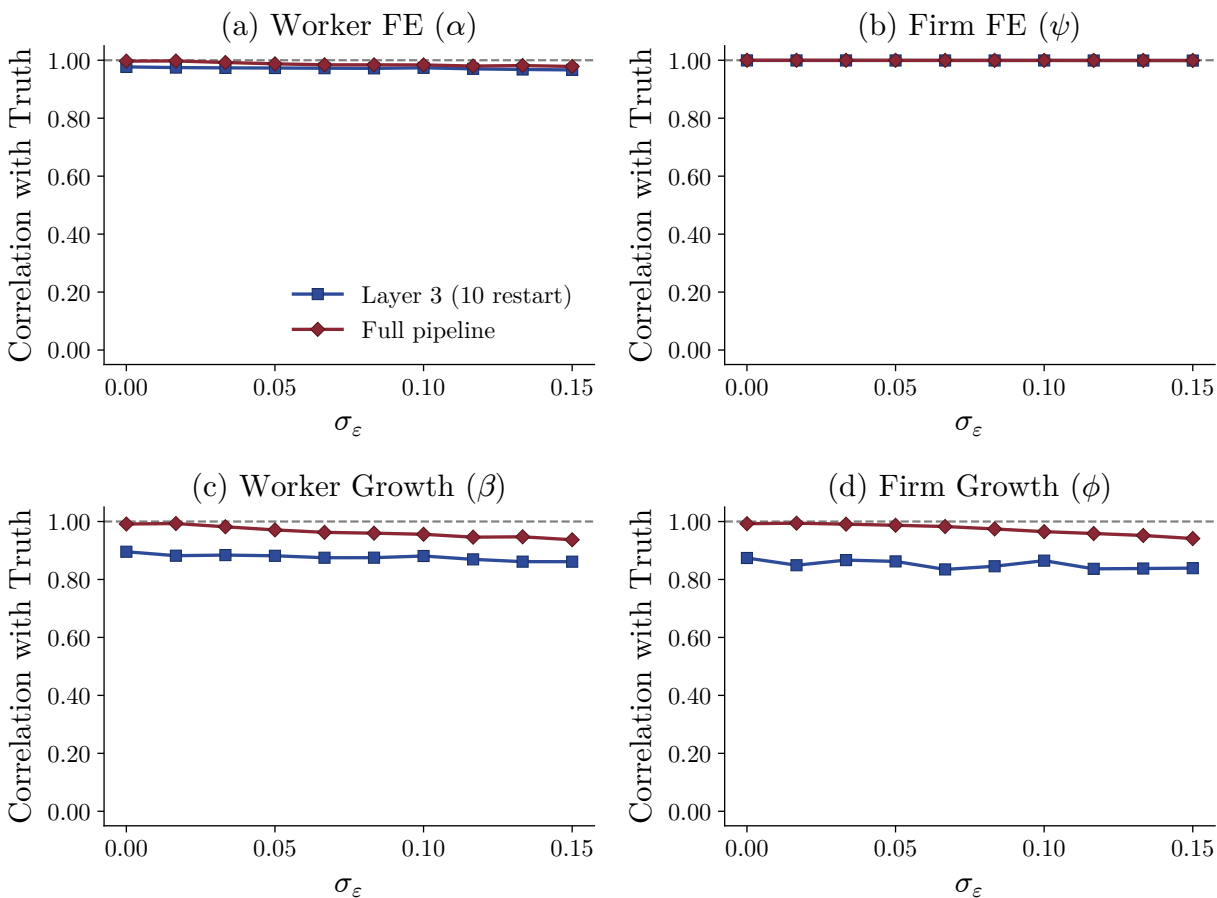 (a) Worker FE (α)
Correlation with Truth
1.00
0.80
0.60
0.40
0.20
0.00
Layer 3 (10 restart)
Full pipeline
0.00 0.05 0.10 0.15
σε
(b) Firm FE (ψ)
Correlation with Truth
1.00
0.80
0.60
0.40
0.20
0.00
0.00 0.05 0.10 0.15
σε
(c) Worker Growth (β)
Correlation with Truth
1.00
0.80
0.60
0.40
0.20
0.00
0.00 0.05 0.10 0.15
σε
(d) Firm Growth (ϕ)
Correlation with Truth
1.00
0.80
0.60
0.40
0.20
0.00
0.00 0.05 0.10 0.15
σε